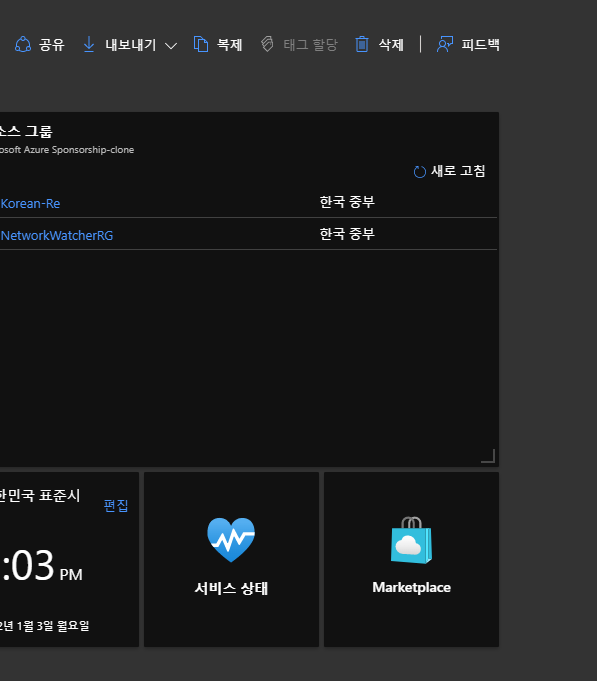 공유 내보내기 복제 태그 할당 삭제 피드백
소스 그룹
osoft Azure Sponsorship-clone
새로 고침
Korean-Re 한국 중부
NetworkWatcherRG 한국 중부
한민국 표준시
편집
:03 PM
2년 1월 3일 월요일
서비스 상태
Marketplace